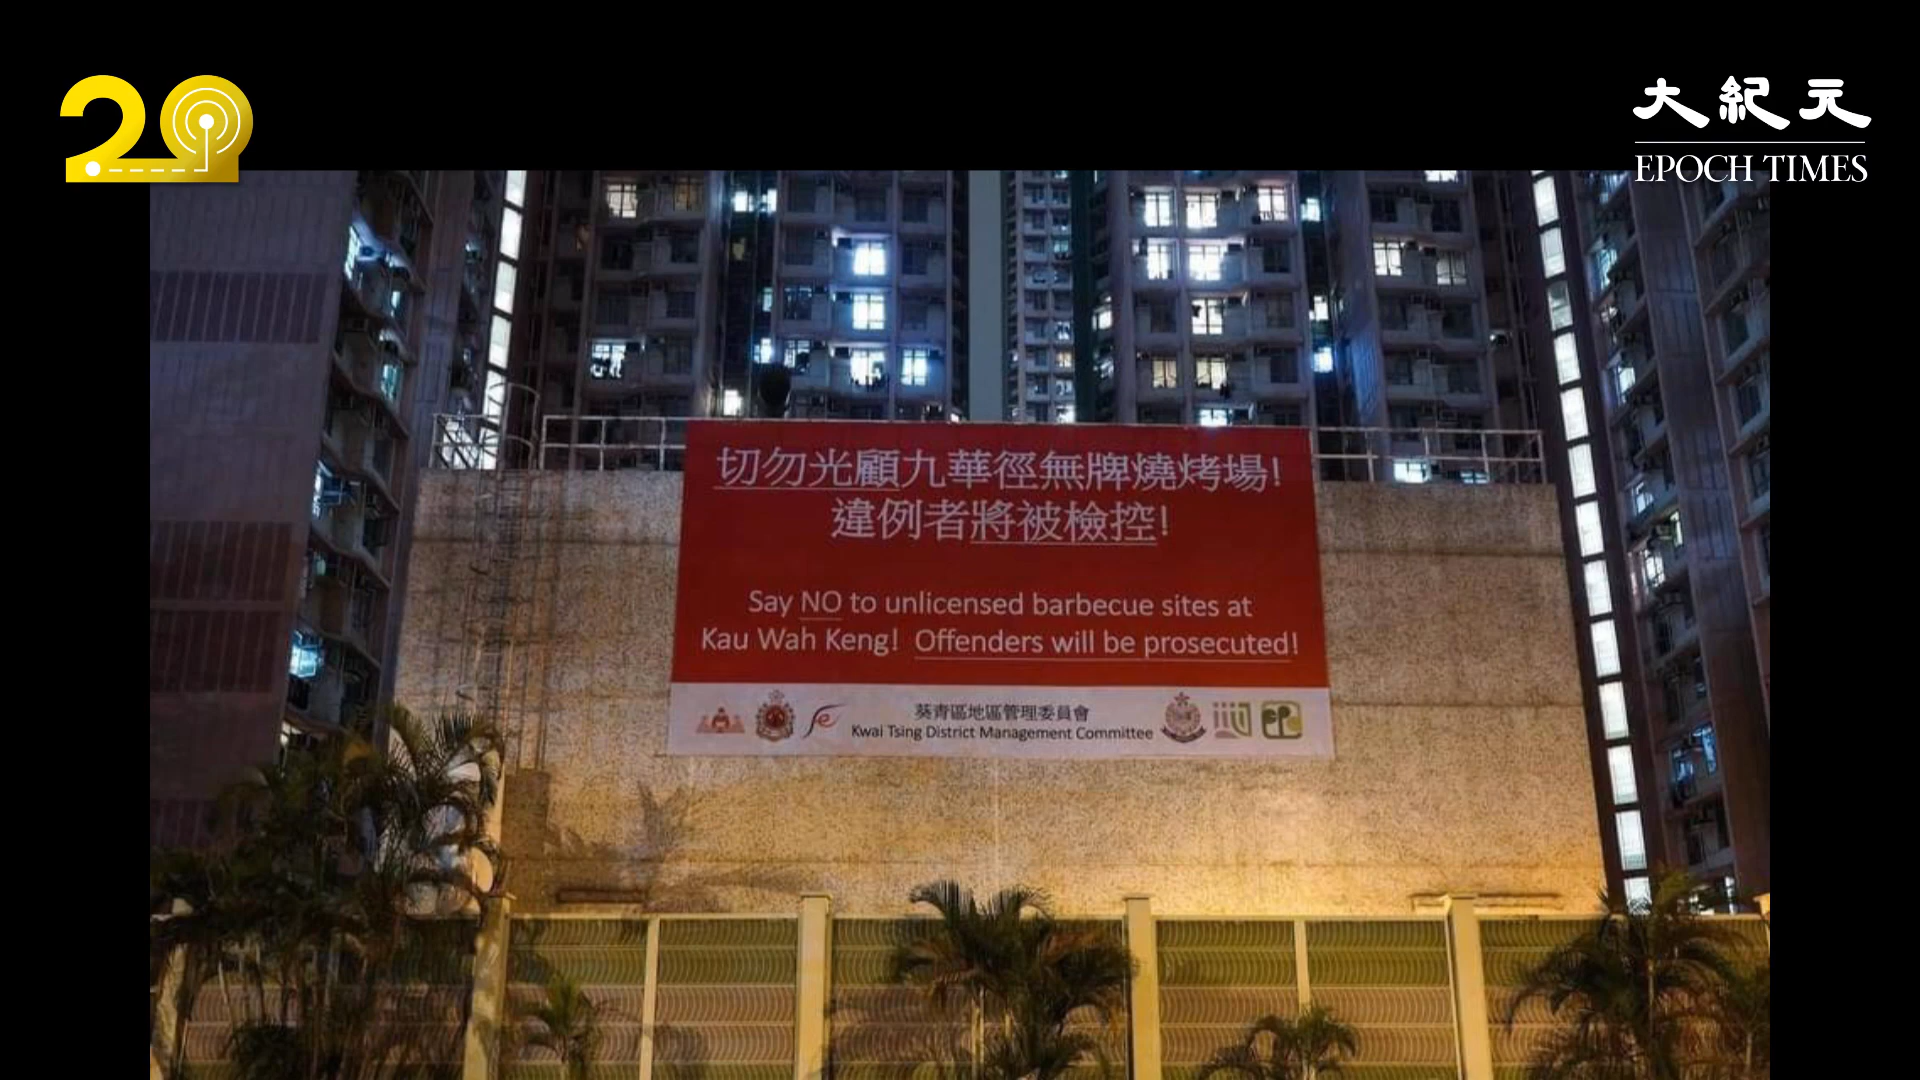 20
大紀元
EPOCH TIMES
切勿光顧九華徑無牌燒烤場!
違例者將被檢控!
Say NO to unlicensed barbecue sites at
Kau Wah Keng! Offenders will be prosecuted!
葵青區地區管理委員會
Kwai Tsing District Management Committee